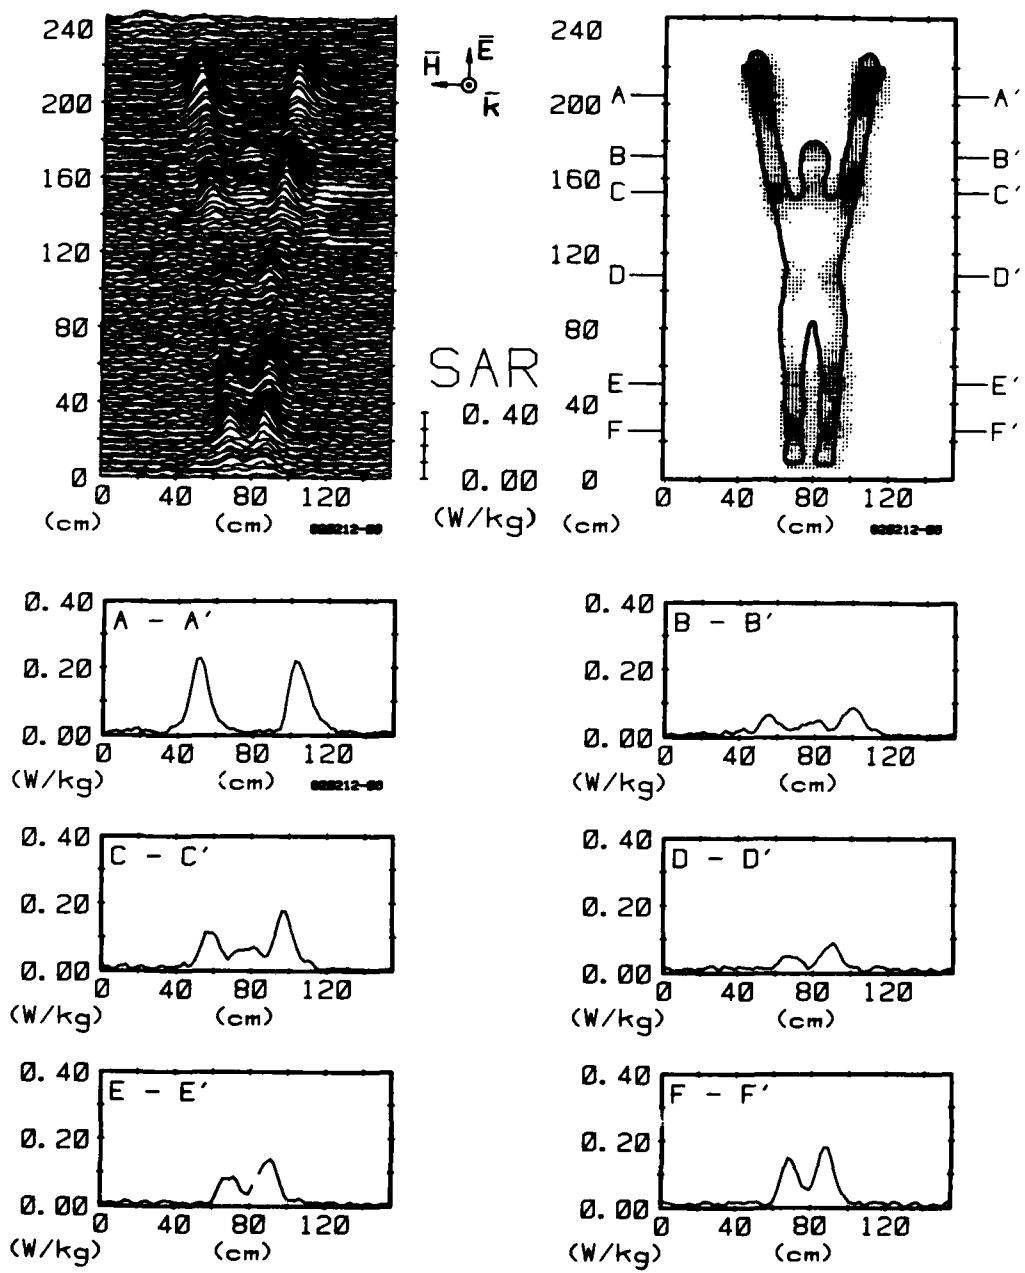 240
200
160
120
80
40
0
0 40 80 120
(cm) (cm)
H̄ Ē
k̄
SAR
0.40
0.00
(W/kg)
240
200
160
120
80
40
0
0 40 80 120
(cm) (cm)
A A'
B B'
C C'
D D'
E E'
F F'
A - A'
0.40
0.20
0.00
0 40 80 120
(W/kg) (cm)
B - B'
0.40
0.20
0.00
0 40 80 120
(W/kg) (cm)
C - C'
0.40
0.20
0.00
0 40 80 120
(W/kg) (cm)
D - D'
0.40
0.20
0.00
0 40 80 120
(W/kg) (cm)
E - E'
0.40
0.20
0.00
0 40 80 120
(W/kg) (cm)
F - F'
0.40
0.20
0.00
0 40 80 120
(W/kg) (cm)